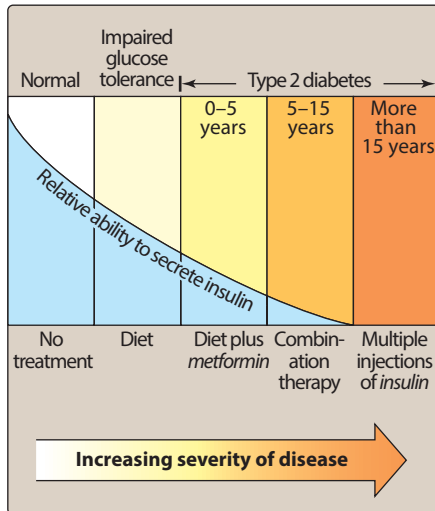 Normal
Impaired
glucose
tolerance
Type 2 diabetes
0–5
years
5–15
years
More
than
15 years
Relative ability to secrete insulin
No
treatment
Diet
Diet plus
metformin
Combin-
ation
therapy
Multiple
injections
of insulin
Increasing severity of disease